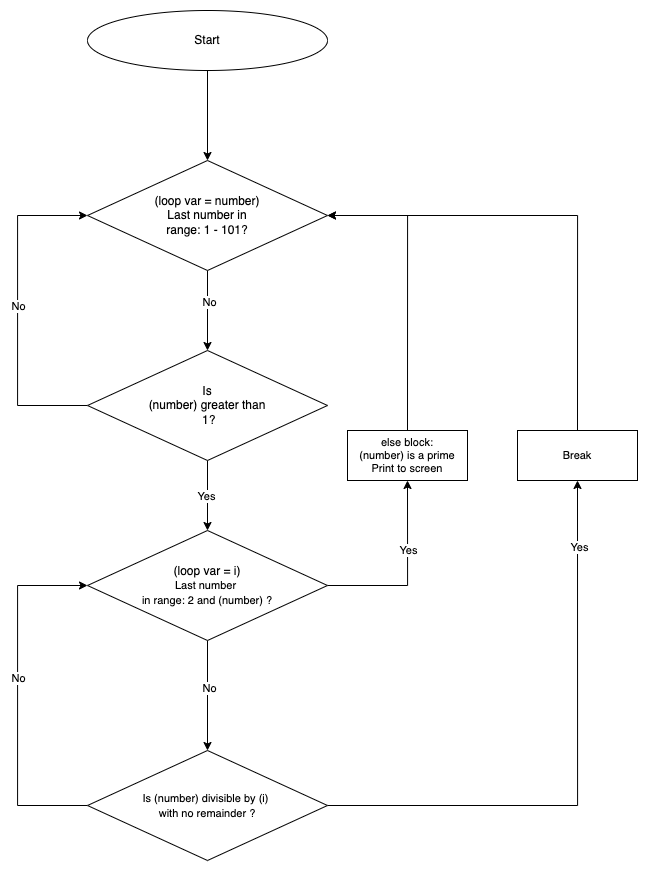 Start
(loop var = number)
Last number in
range: 1 - 101?
No
No
Is
(number) greater than
1?
else block:
(number) is a prime
Print to screen
Break
Yes
Yes
Yes
(loop var = i)
Last number
in range: 2 and (number) ?
No
No
Is (number) divisible by (i)
with no remainder ?